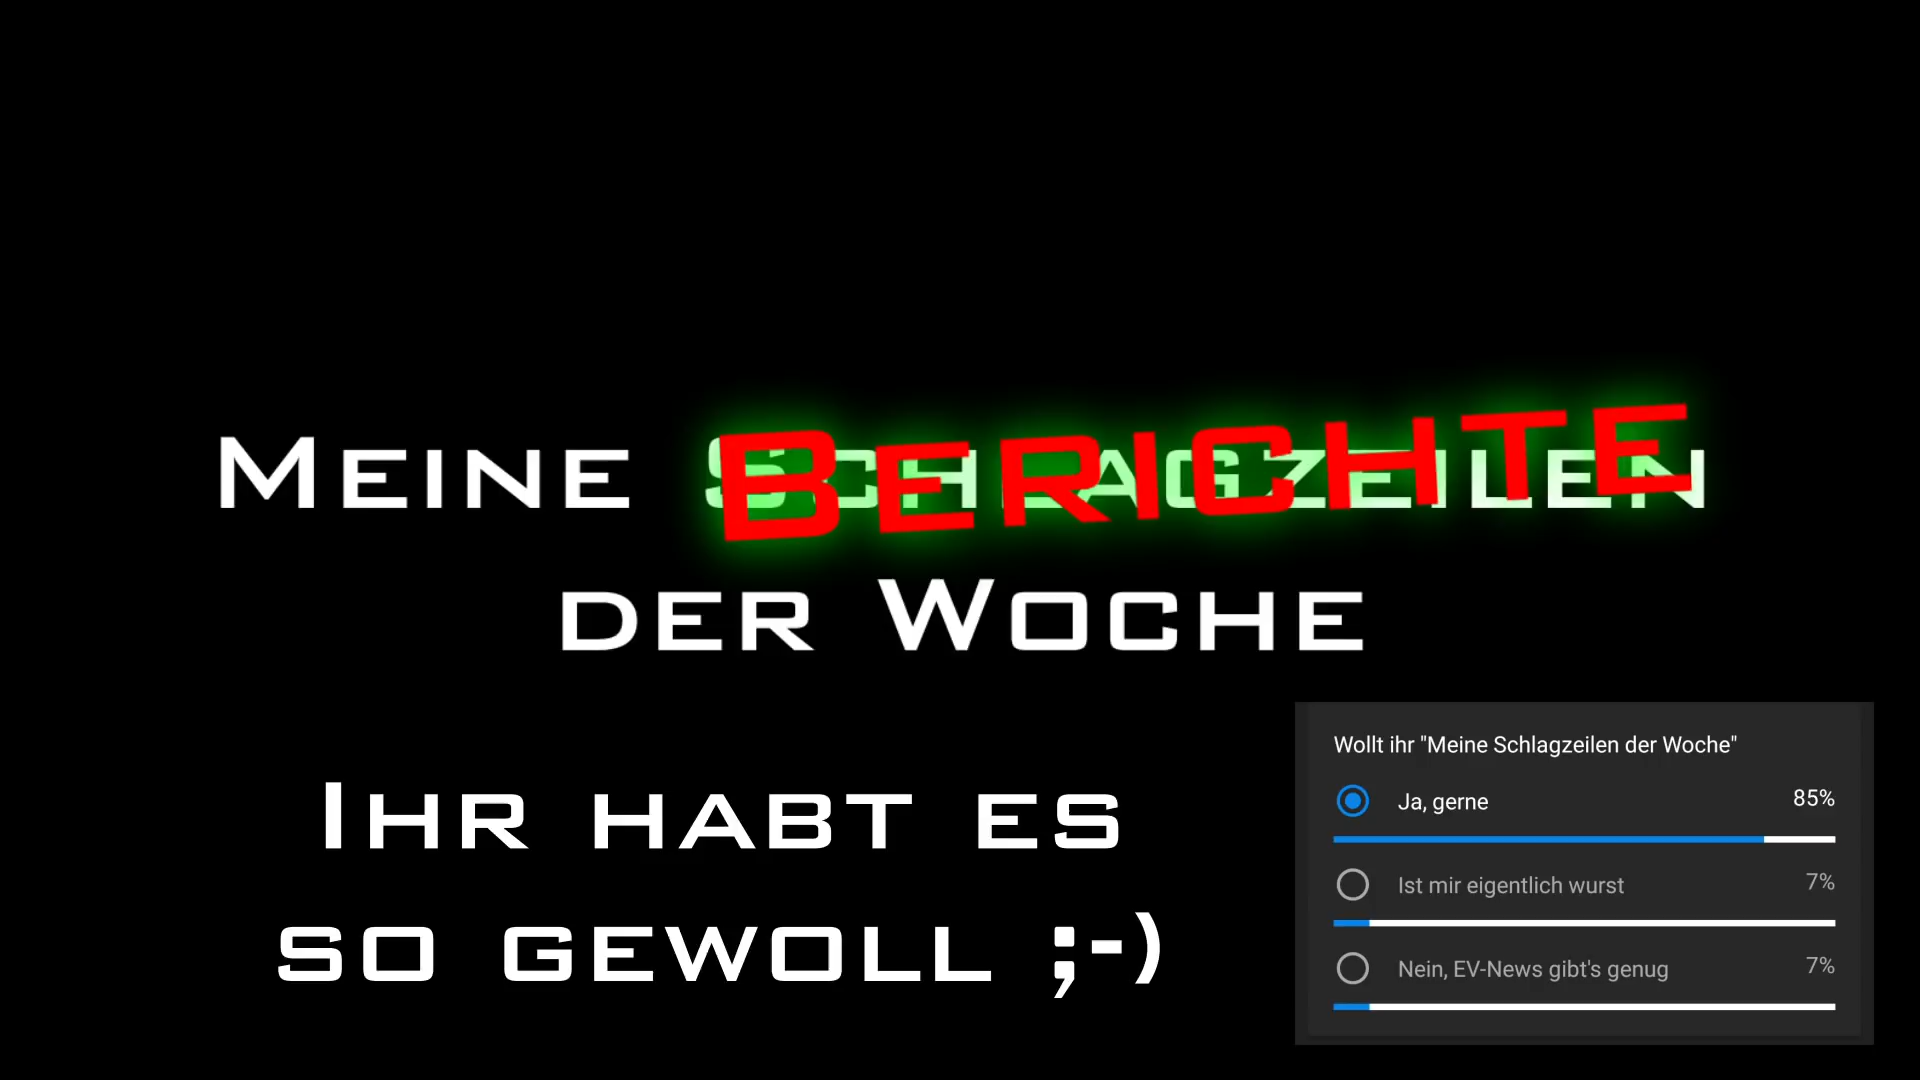 Meine Schlagzeilen
Berichte
der Woche
Ihr habt es
so gewoll ;-)
Wollt ihr "Meine Schlagzeilen der Woche"
Ja, gerne 85%
Ist mir eigentlich wurst 7%
Nein, EV-News gibt's genug 7%